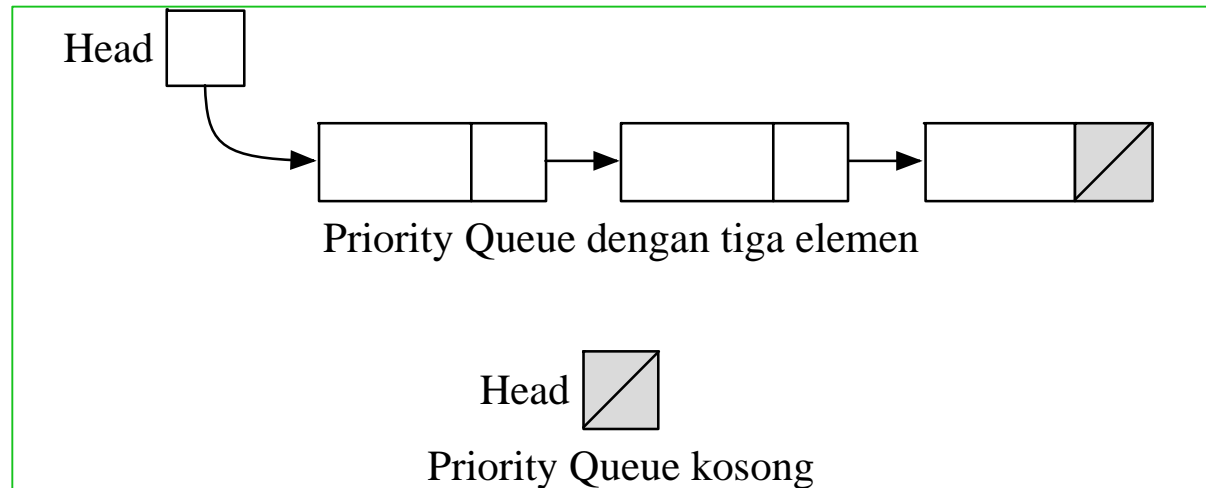 Head
Priority Queue dengan tiga elemen
Head
Priority Queue kosong